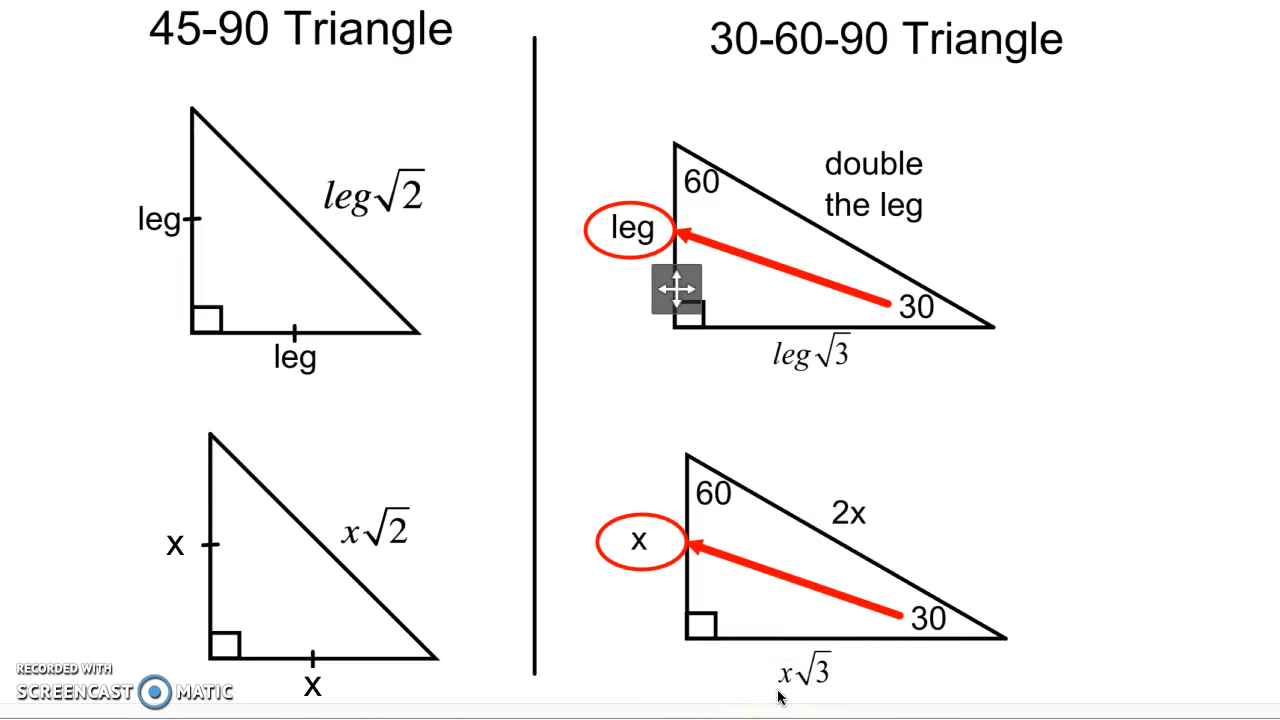 45-90 Triangle
leg
leg√2
leg
x
x√2
x
30-60-90 Triangle
60
double
the leg
leg
30
leg√3
60
2x
x
30
x√3
RECORDED WITH
SCREENCAST MATIC